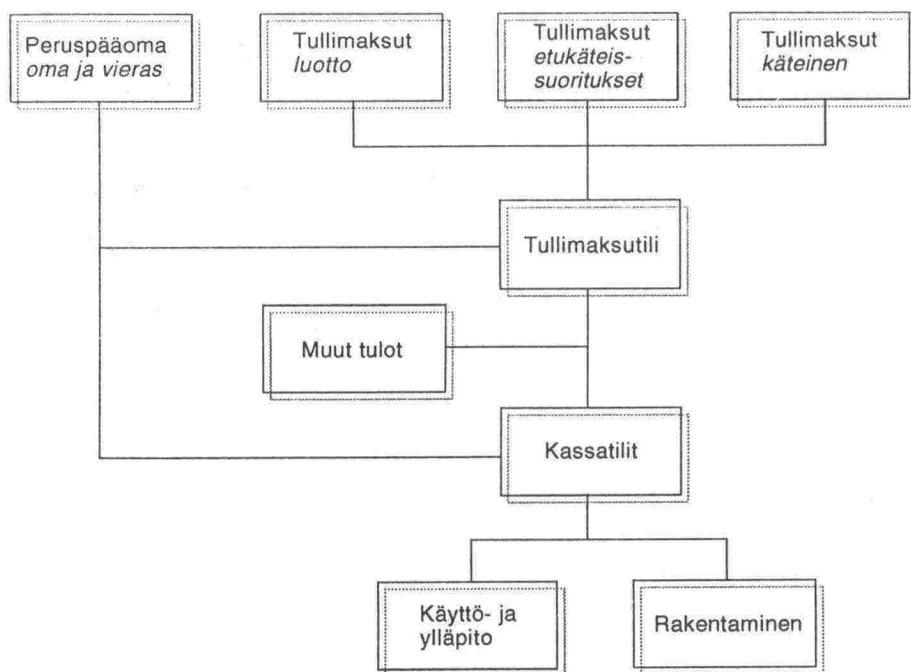 Peruspääoma
oma ja vieras
Tullimaksut
luotto
Tullimaksut
etukäteis-
suoritukset
Tullimaksut
käteinen
Tullimaksutili
Muut tulot
Kassatilit
Käyttö- ja
ylläpito
Rakentaminen